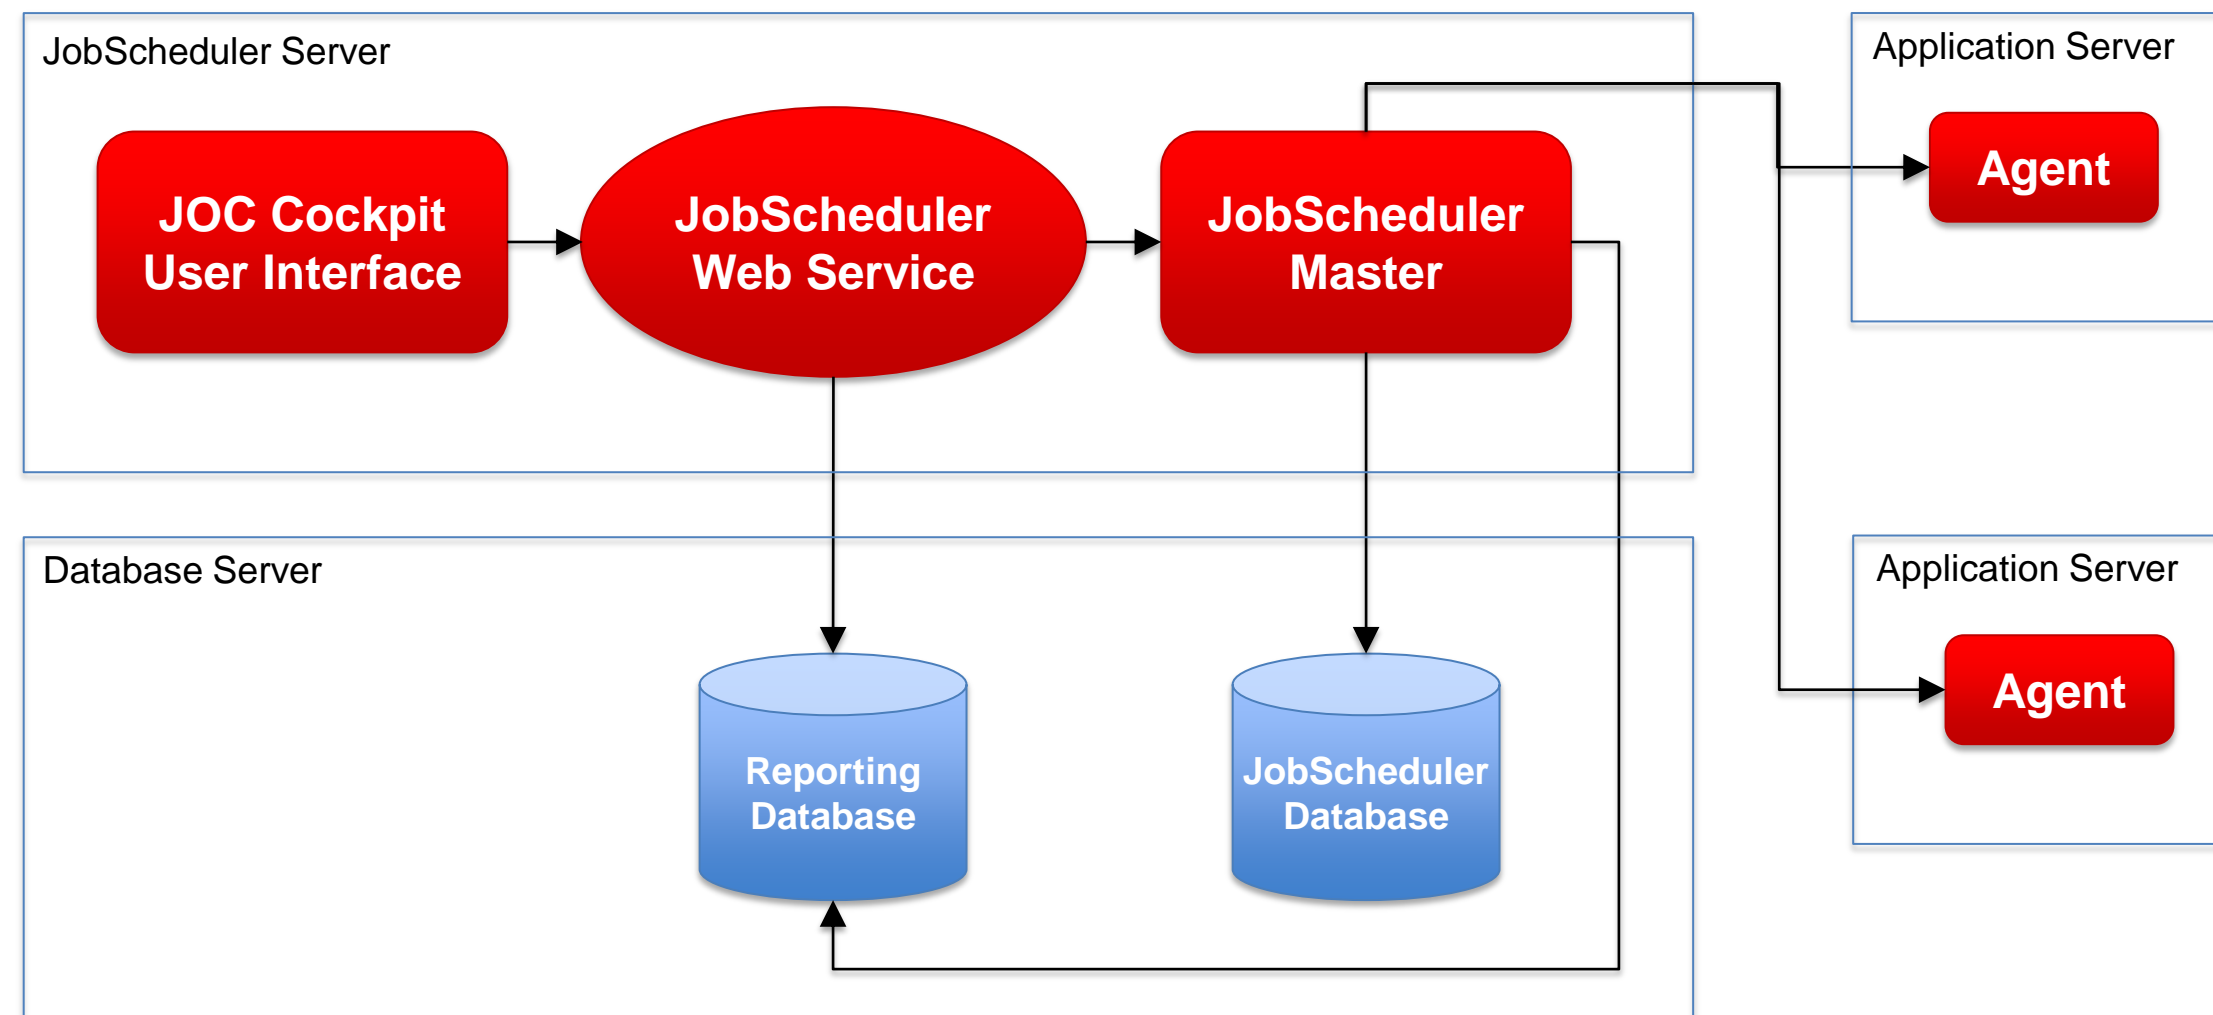 JobScheduler Server
JOC Cockpit
User Interface
JobScheduler
Web Service
JobScheduler
Master
Application Server
Agent
Database Server
Reporting
Database
JobScheduler
Database
Application Server
Agent